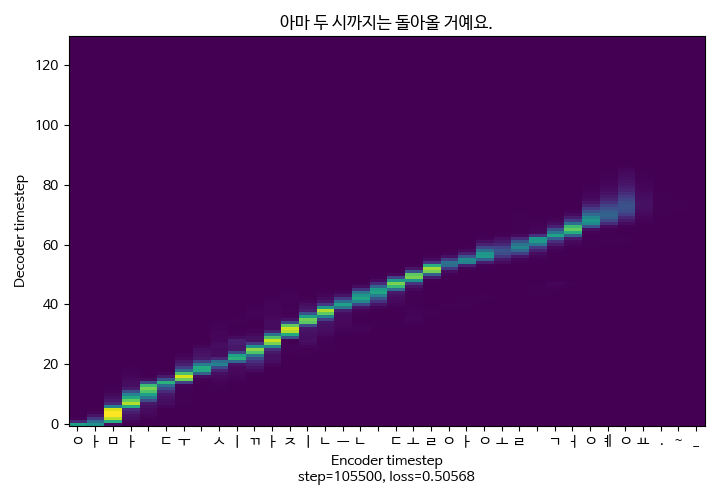 아마 두 시까지는 돌아올 거예요.
Decoder timestep
120
100
80
60
40
20
0
ㅇ ㅏ ㅁ ㅏ ㄷ ㅜ ㅅ ㅣ ㄲ ㅏ ㅈ ㅣ ㄴ ㅡ ㄴ ㄷ ㅗ ㄹ ㅇ ㅏ ㅇ ㅗ ㄹ ㄱ ㅓ ㅇ ㅖ ㅇ ㅛ . ~ _
Encoder timestep
step=105500, loss=0.50568